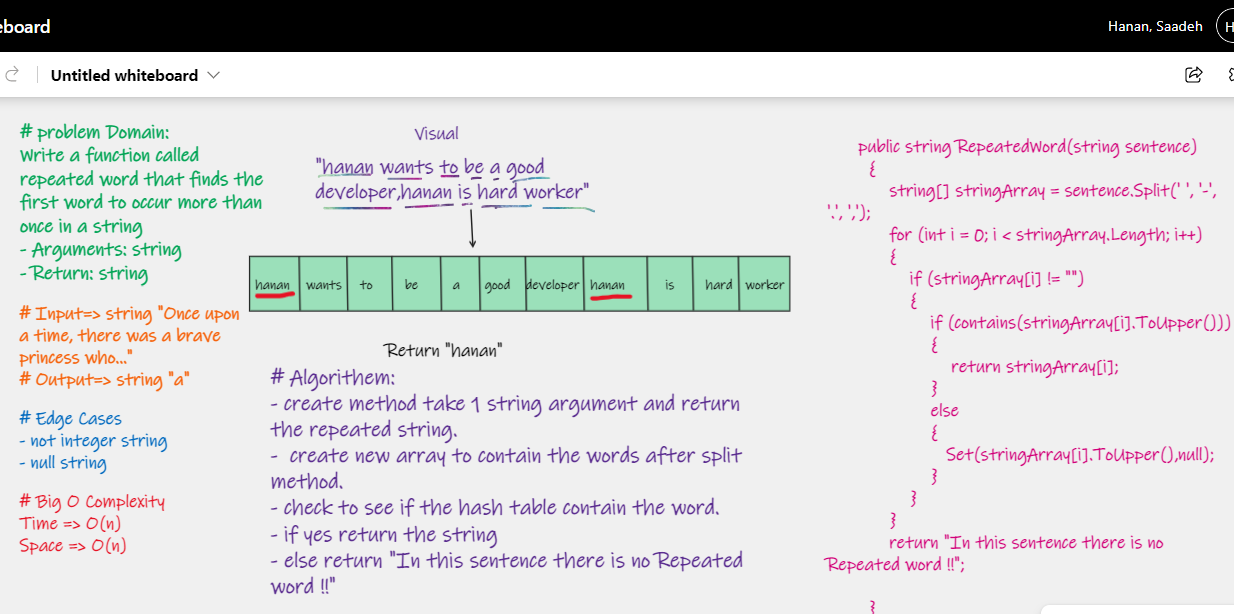 eboard
Hanan, Saadeh
H
Untitled whiteboard
# problem Domain:
Write a function called
repeated word that finds the
first word to occur more than
once in a string
- Arguments: string
- Return: string
# Input=> string "Once upon
a time, there was a brave
princess who..."
# Output=> string "a"
# Edge Cases
- not integer string
- null string
# Big O Complexity
Time => O(n)
Space => O(n)
Visual
"hanan wants to be a good
developer,hanan is hard worker"
hanan wants to be a good developer hanan is hard worker
Return "hanan"
# Algorithem:
- create method take 1 string argument and return
the repeated string.
- create new array to contain the words after split
method.
- check to see if the hash table contain the word.
- if yes return the string
- else return "In this sentence there is no Repeated
word !!"
public string RepeatedWord(string sentence)
{
string[] stringArray = sentence.Split(' ', '-',
'.', ',');
for (int i = 0; i < stringArray.Length; i++)
{
if (stringArray[i] != "")
{
if (contains(stringArray[i].ToUpper()))
{
return stringArray[i];
}
else
{
Set(stringArray[i].ToUpper(),null);
}
}
}
return "In this sentence there is no
Repeated word !!";
}